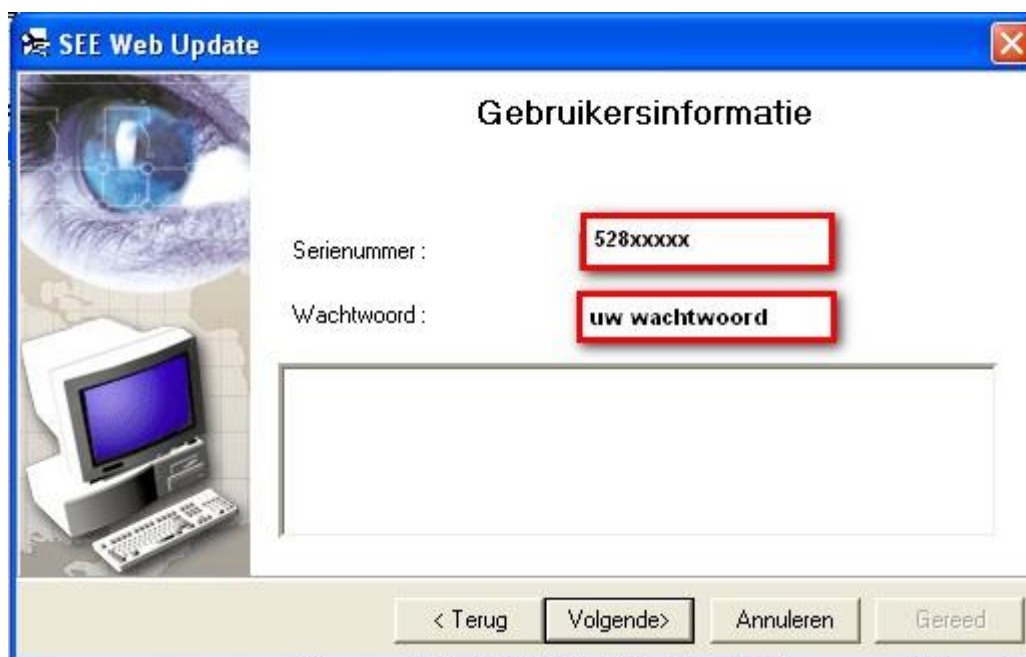 SEE Web Update
Gebruikersinformatie
Serienummer : 528xxxxx
Wachtwoord : uw wachtwoord
< Terug Volgende> Annuleren Gereed